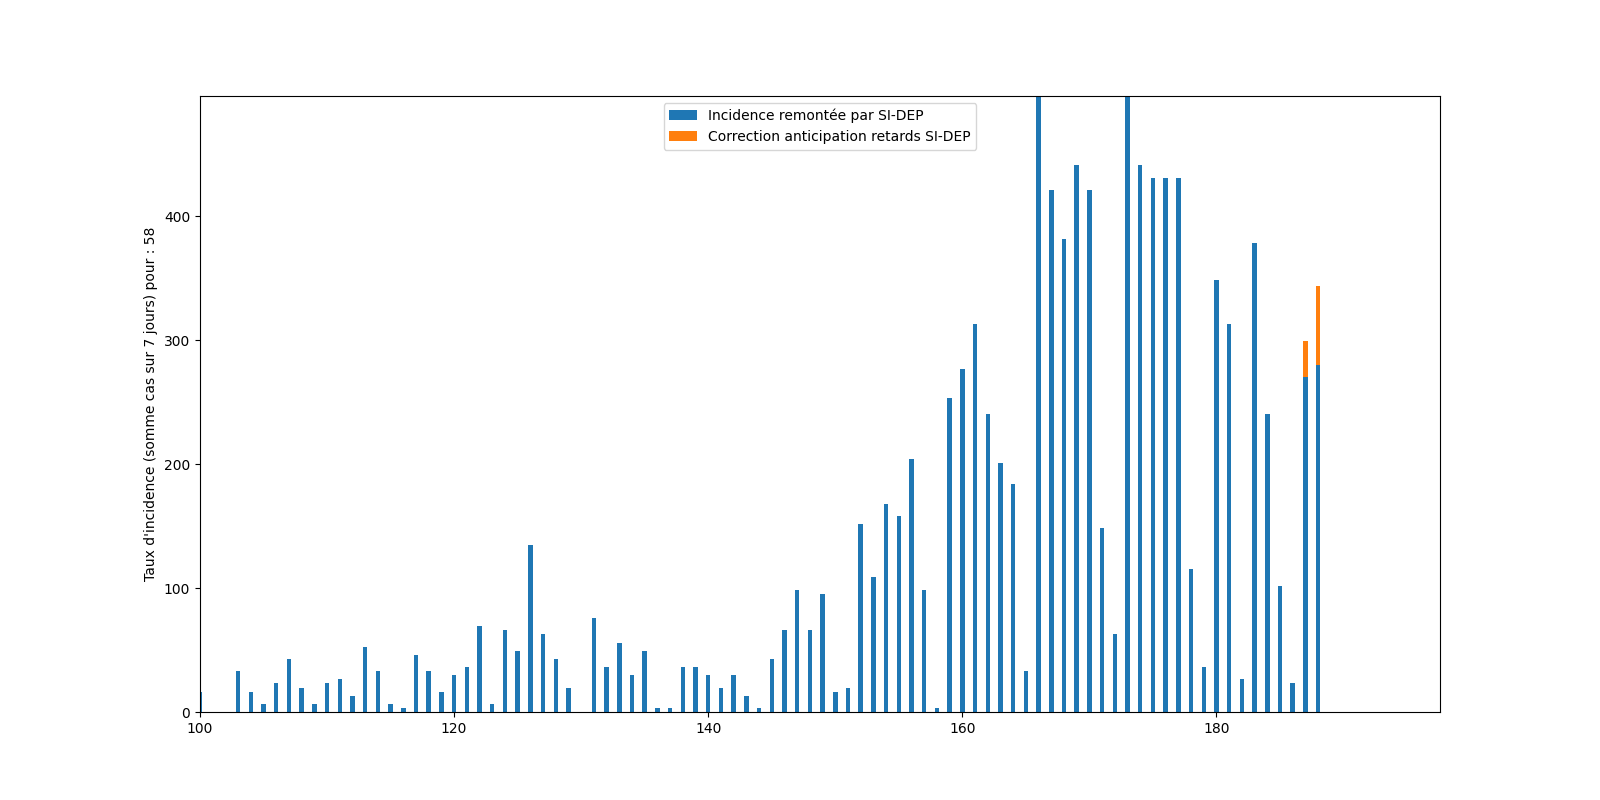 Incidence remontée par SI-DEP
Correction anticipation retards SI-DEP
Taux d'incidence (somme cas sur 7 jours) pour : 58
400
300
200
100
0
100 120 140 160 180